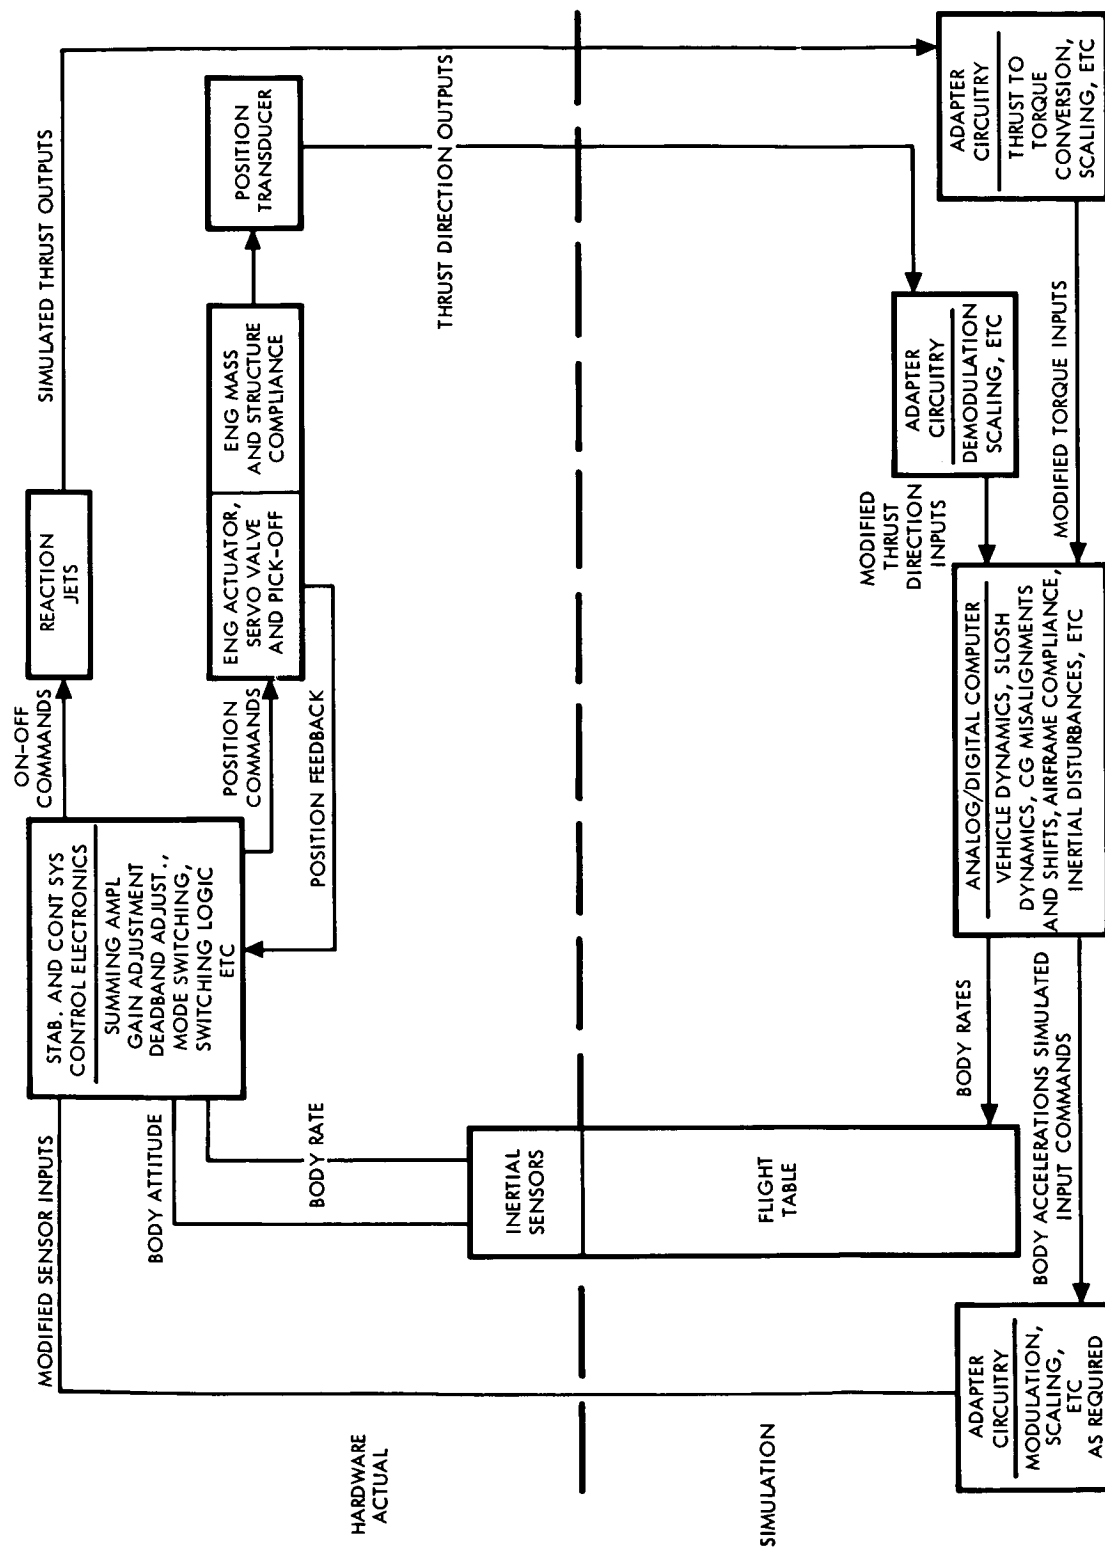 MODIFIED SENSOR INPUTS
STAB. AND CONT SYS
CONTROL ELECTRONICS
SUMMING AMPL
GAIN ADJUSTMENT
DEADBAND ADJUST.,
MODE SWITCHING,
SWITCHING LOGIC
ETC
ON-OFF
COMMANDS
REACTION
JETS
SIMULATED THRUST OUTPUTS
BODY ATTITUDE
BODY RATE
POSITION
COMMANDS
POSITION FEEDBACK
ENG ACTUATOR,
SERVO VALVE
AND PICK-OFF
ENG MASS
AND STRUCTURE
COMPLIANCE
POSITION
TRANSDUCER
THRUST DIRECTION OUTPUTS
HARDWARE
ACTUAL
INERTIAL
SENSORS
SIMULATION
FLIGHT
TABLE
MODIFIED
THRUST
DIRECTION
INPUTS
ADAPTER
CIRCUITRY
DEMODULATION
SCALING, ETC
ADAPTER
CIRCUITRY
THRUST TO
TORQUE
CONVERSION,
SCALING, ETC
BODY RATES
ANALOG/DIGITAL COMPUTER
VEHICLE DYNAMICS, SLOSH
DYNAMICS, CG MISALIGNMENTS
AND SHIFTS, AIRFRAME COMPLIANCE,
INERTIAL DISTURBANCES, ETC
MODIFIED TORQUE INPUTS
BODY ACCELERATIONS SIMULATED
INPUT COMMANDS
ADAPTER
CIRCUITRY
MODULATION,
SCALING,
ETC
AS REQUIRED